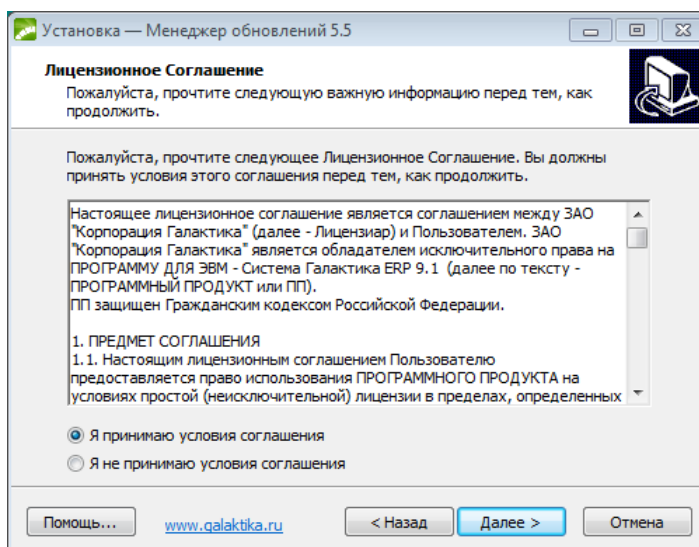 Установка — Менеджер обновлений 5.5
Лицензионное Соглашение
Пожалуйста, прочтите следующую важную информацию перед тем, как
продолжить.
Пожалуйста, прочтите следующее Лицензионное Соглашение. Вы должны
принять условия этого соглашения перед тем, как продолжить.
Настоящее лицензионное соглашение является соглашением между ЗАО
"Корпорация Галактика" (далее - Лицензиар) и Пользователем. ЗАО
"Корпорация Галактика" является обладателем исключительного права на
ПРОГРАММУ ДЛЯ ЭВМ - Система Галактика ERP 9.1 (далее по тексту -
ПРОГРАММНЫЙ ПРОДУКТ или ПП).
ПП защищен Гражданским кодексом Российской Федерации.
1. ПРЕДМЕТ СОГЛАШЕНИЯ
1.1. Настоящим лицензионным соглашением Пользователю
предоставляется право использования ПРОГРАММНОГО ПРОДУКТА на
условиях простой (неисключительной) лицензии в пределах, определенных
Я принимаю условия соглашения
Я не принимаю условия соглашения
Помощь... www.galaktika.ru < Назад Далее > Отмена